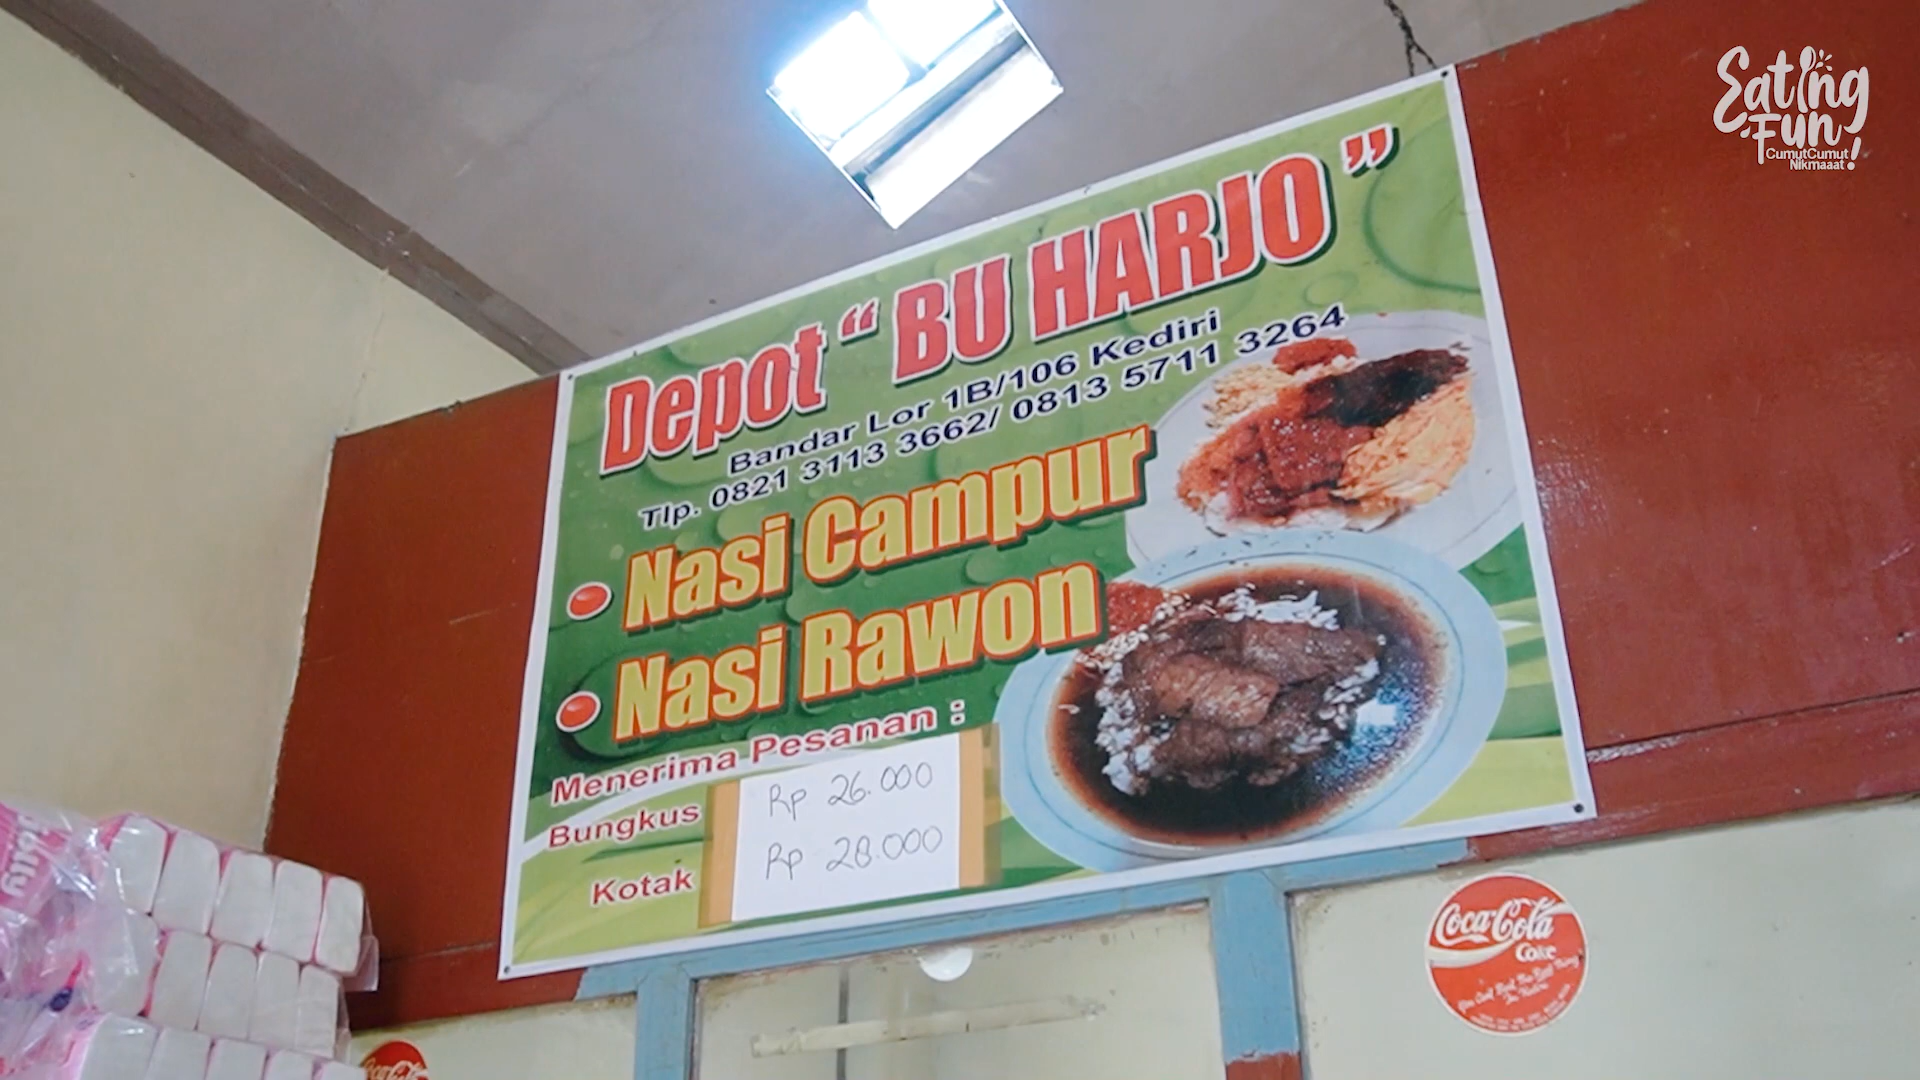 Eating
Fun!
CumutCumut
Nikmaaat
Depot “ BU HARJO ”
Bandar Lor 1B/106 Kediri
Tlp. 0821 3113 3662/ 0813 5711 3264
Nasi Campur
Nasi Rawon
Menerima Pesanan :
Bungkus Rp 26.000
Kotak Rp 28.000
Coca-Cola
Coke